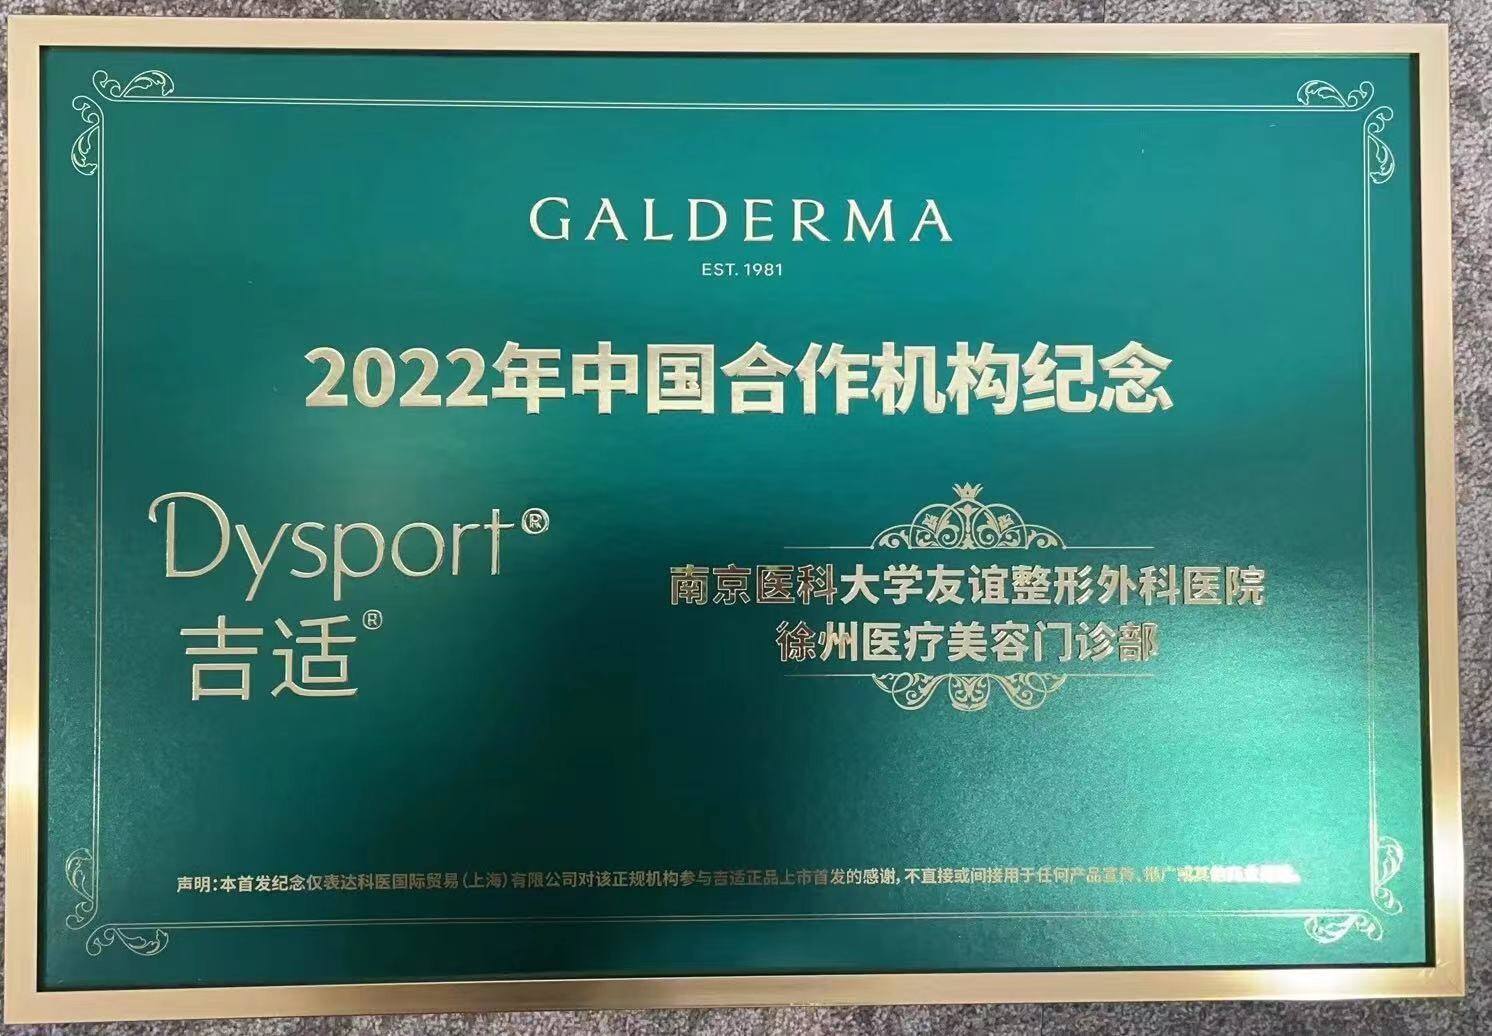 GALDERMA
EST. 1981
2022年中国合作机构纪念
Dysport®
吉适®
南京医科大学友谊整形外科医院
徐州医疗美容门诊部
声明：本首发纪念仅表达科医国际贸易（上海）有限公司对该正规机构参与吉适正品上市首发的感谢，不直接或间接用于任何产品宣传、推广或其他